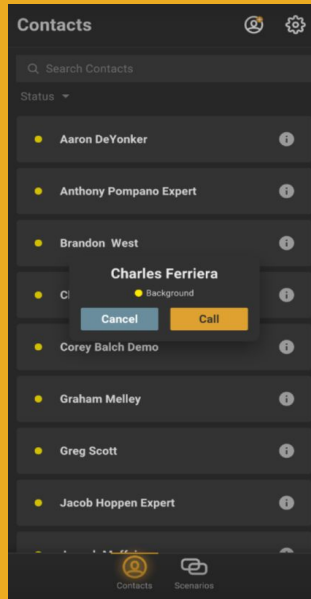 Contacts
Search Contacts
Status
Aaron DeYonker
Anthony Pompano Expert
Brandon West
Charles Ferriera
Background
Cancel
Call
Corey Balch Demo
Graham Melley
Greg Scott
Jacob Hoppen Expert
Contacts
Scenarios